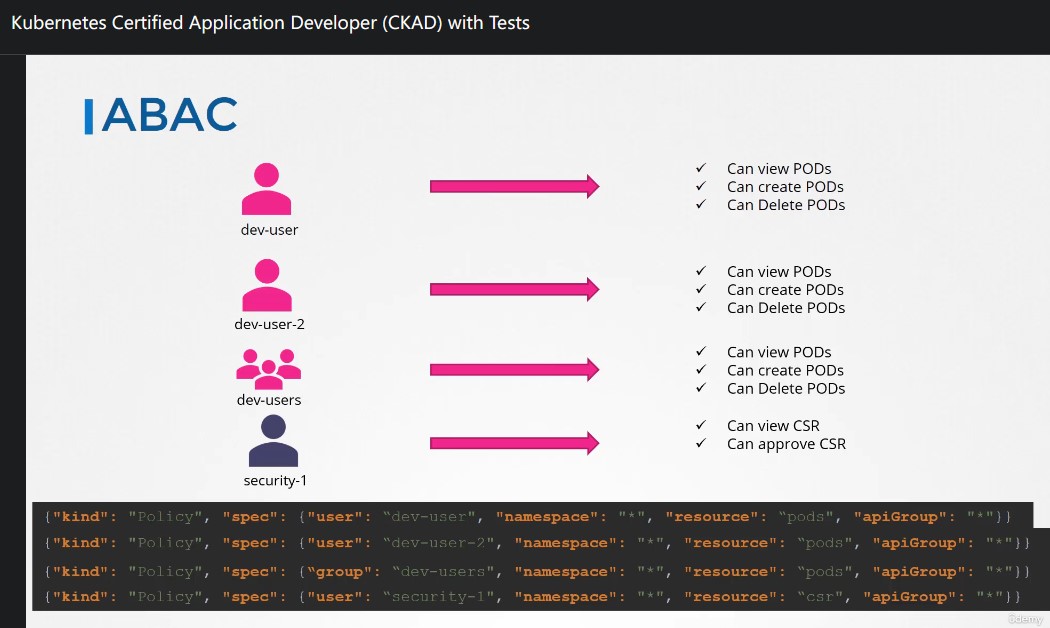 Kubernetes Certified Application Developer (CKAD) with Tests
ABAC
✓ Can view PODs
✓ Can create PODs
✓ Can Delete PODs
dev-user
✓ Can view PODs
✓ Can create PODs
✓ Can Delete PODs
dev-user-2
✓ Can view PODs
✓ Can create PODs
✓ Can Delete PODs
dev-users
✓ Can view CSR
✓ Can approve CSR
security-1
{"kind": "Policy", "spec": {"user": “dev-user", "namespace": "*", "resource": “pods", "apiGroup": "*"}}
{"kind": "Policy", "spec": {"user": “dev-user-2", "namespace": "*", "resource": “pods", "apiGroup": "*"}}
{"kind": "Policy", "spec": {“group": “dev-users", "namespace": "*", "resource": “pods", "apiGroup": "*"}}
{"kind": "Policy", "spec": {"user": “security-1", "namespace": "*", "resource": “csr", "apiGroup": "*"}}
ûdemy